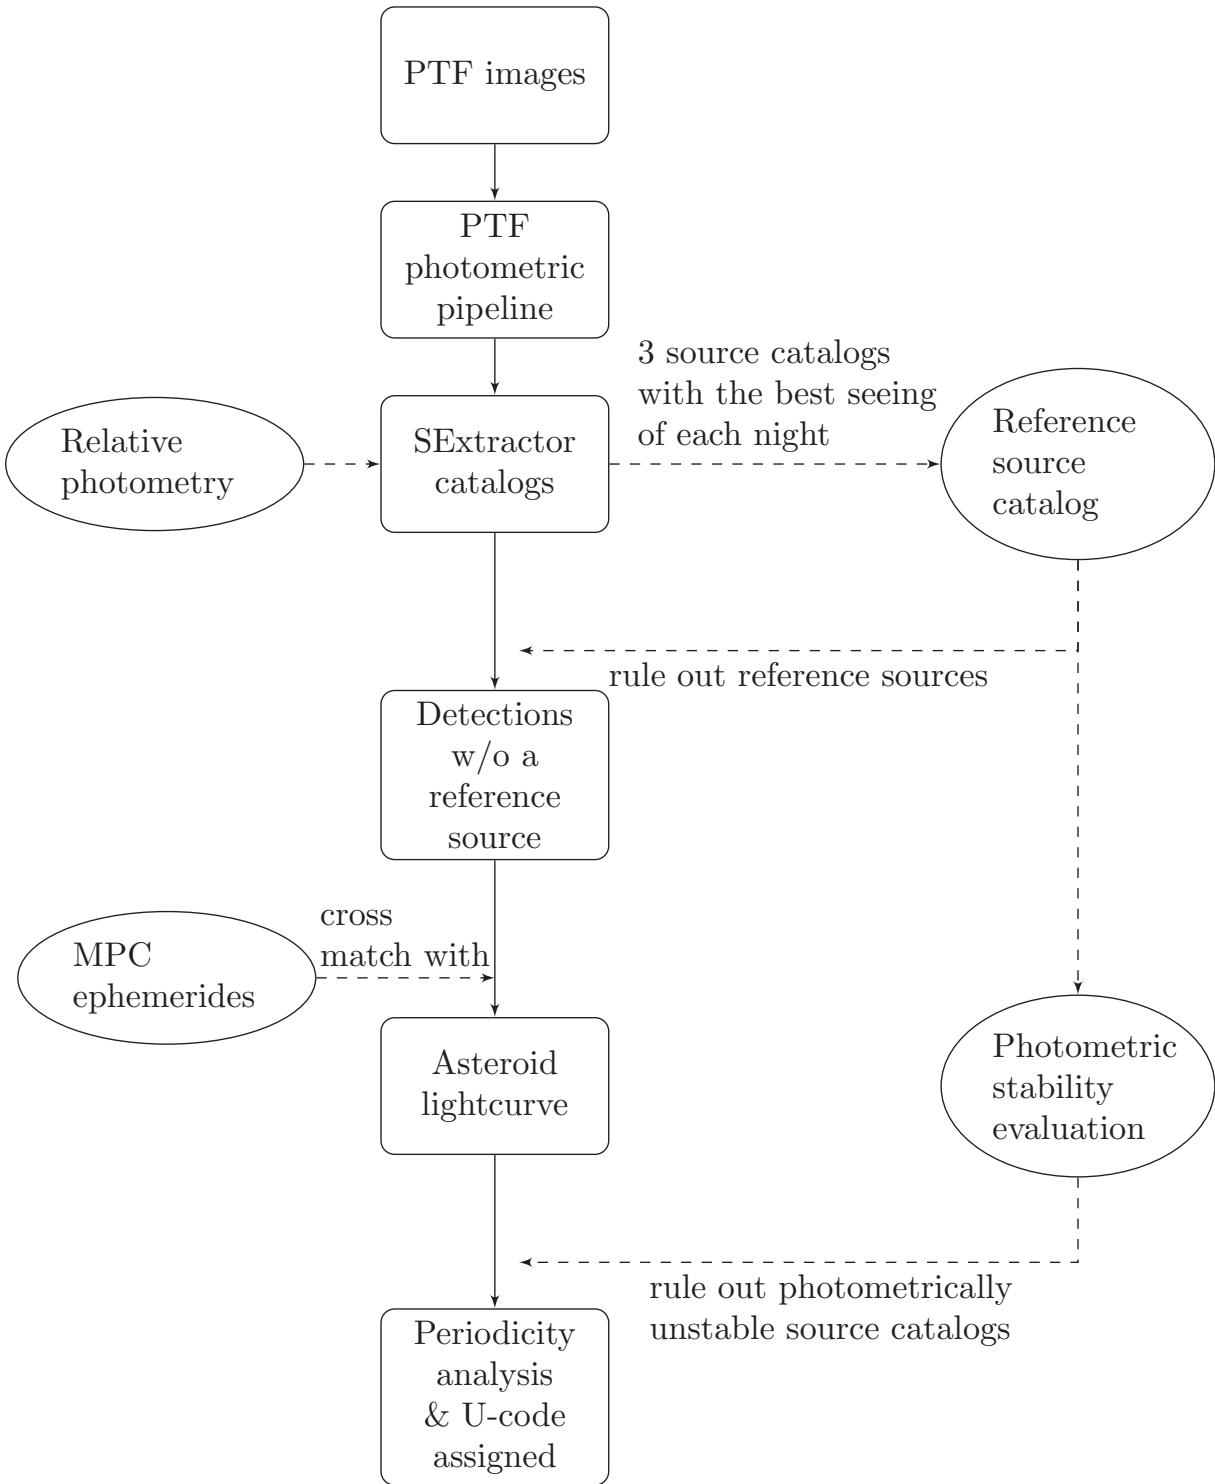 PTF images
PTF
photometric
pipeline
3 source catalogs
with the best seeing
of each night
Relative
photometry
SExtractor
catalogs
Reference
source
catalog
rule out reference sources
Detections
w/o a
reference
source
cross
match with
MPC
ephemerides
Asteroid
lightcurve
Photometric
stability
evaluation
rule out photometrically
unstable source catalogs
Periodicity
analysis
& U-code
assigned